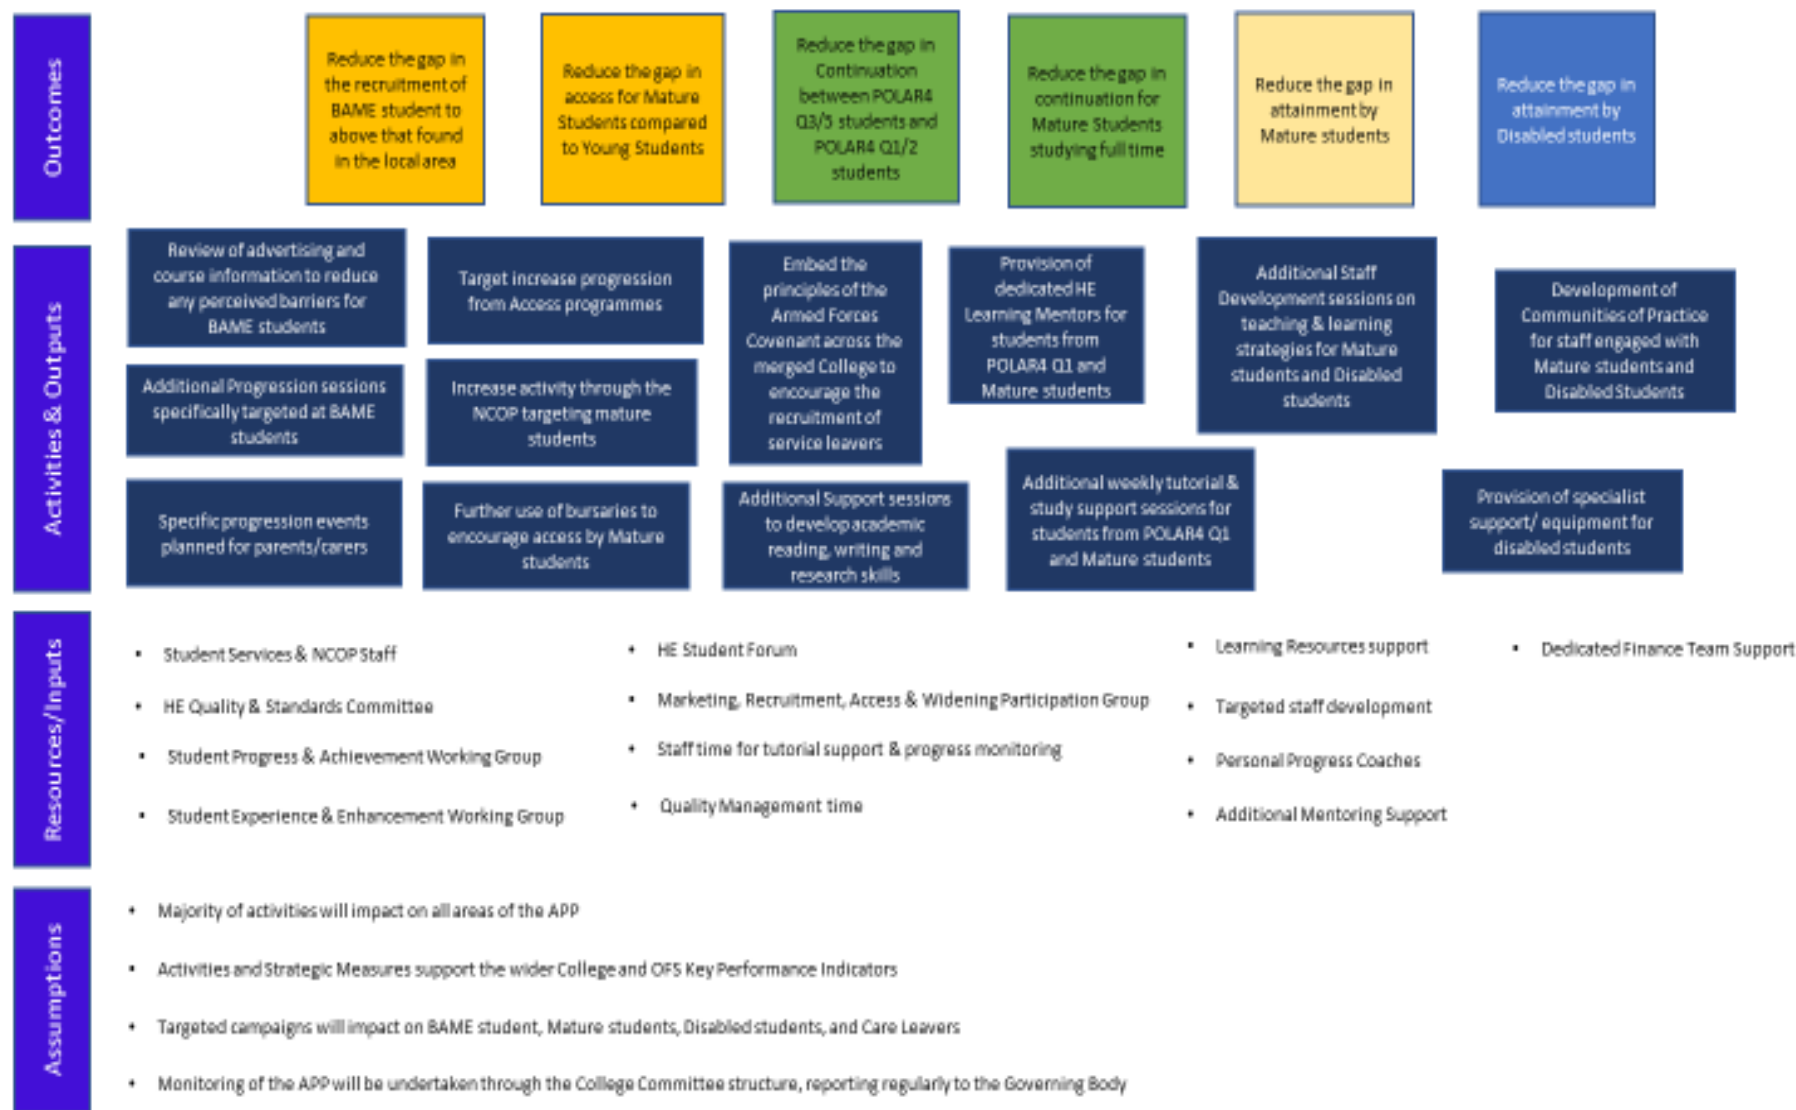 Outcomes
Reduce the gap in
the recruitment of
BAME student to
above that found
in the local area
Reduce the gap in
access for Mature
Students compared
to Young Students
Reduce the gap in
Continuation
between POLAR4
Q3/5 students and
POLAR4 Q1/2
students
Reduce the gap in
continuation for
Mature Students
studying full time
Reduce the gap in
attainment by
Mature students
Reduce the gap in
attainment by
Disabled students
Activities & Outputs
Review of advertising and
course information to reduce
any perceived barriers for
BAME students
Additional Progression sessions
specifically targeted at BAME
students
Specific progression events
planned for parents/carers
Target increase progression
from Access programmes
Increase activity through the
NCOP targeting mature
students
Further use of bursaries to
encourage access by Mature
students
Embed the
principles of the
Armed Forces
Covenant across the
merged College to
encourage the
recruitment of
service leavers
Additional Support sessions
to develop academic
reading, writing and
research skills
Provision of
dedicated HE
Learning Mentors for
students from
POLAR4 Q1 and
Mature students
Additional weekly tutorial &
study support sessions for
students from POLAR4 Q1
and Mature students
Additional Staff
Development sessions on
teaching & learning
strategies for Mature
students and Disabled
students
Development of
Communities of Practice
for staff engaged with
Mature students and
Disabled Students
Provision of specialist
support/ equipment for
disabled students
Resources/Inputs
• Student Services & NCOP Staff
• HE Quality & Standards Committee
• Student Progress & Achievement Working Group
• Student Experience & Enhancement Working Group
• HE Student Forum
• Marketing, Recruitment, Access & Widening Participation Group
• Staff time for tutorial support & progress monitoring
• Quality Management time
• Learning Resources support
• Targeted staff development
• Personal Progress Coaches
• Additional Mentoring Support
• Dedicated Finance Team Support
Assumptions
• Majority of activities will impact on all areas of the APP
• Activities and Strategic Measures support the wider College and OFS Key Performance Indicators
• Targeted campaigns will impact on BAME student, Mature students, Disabled students, and Care Leavers
• Monitoring of the APP will be undertaken through the College Committee structure, reporting regularly to the Governing Body